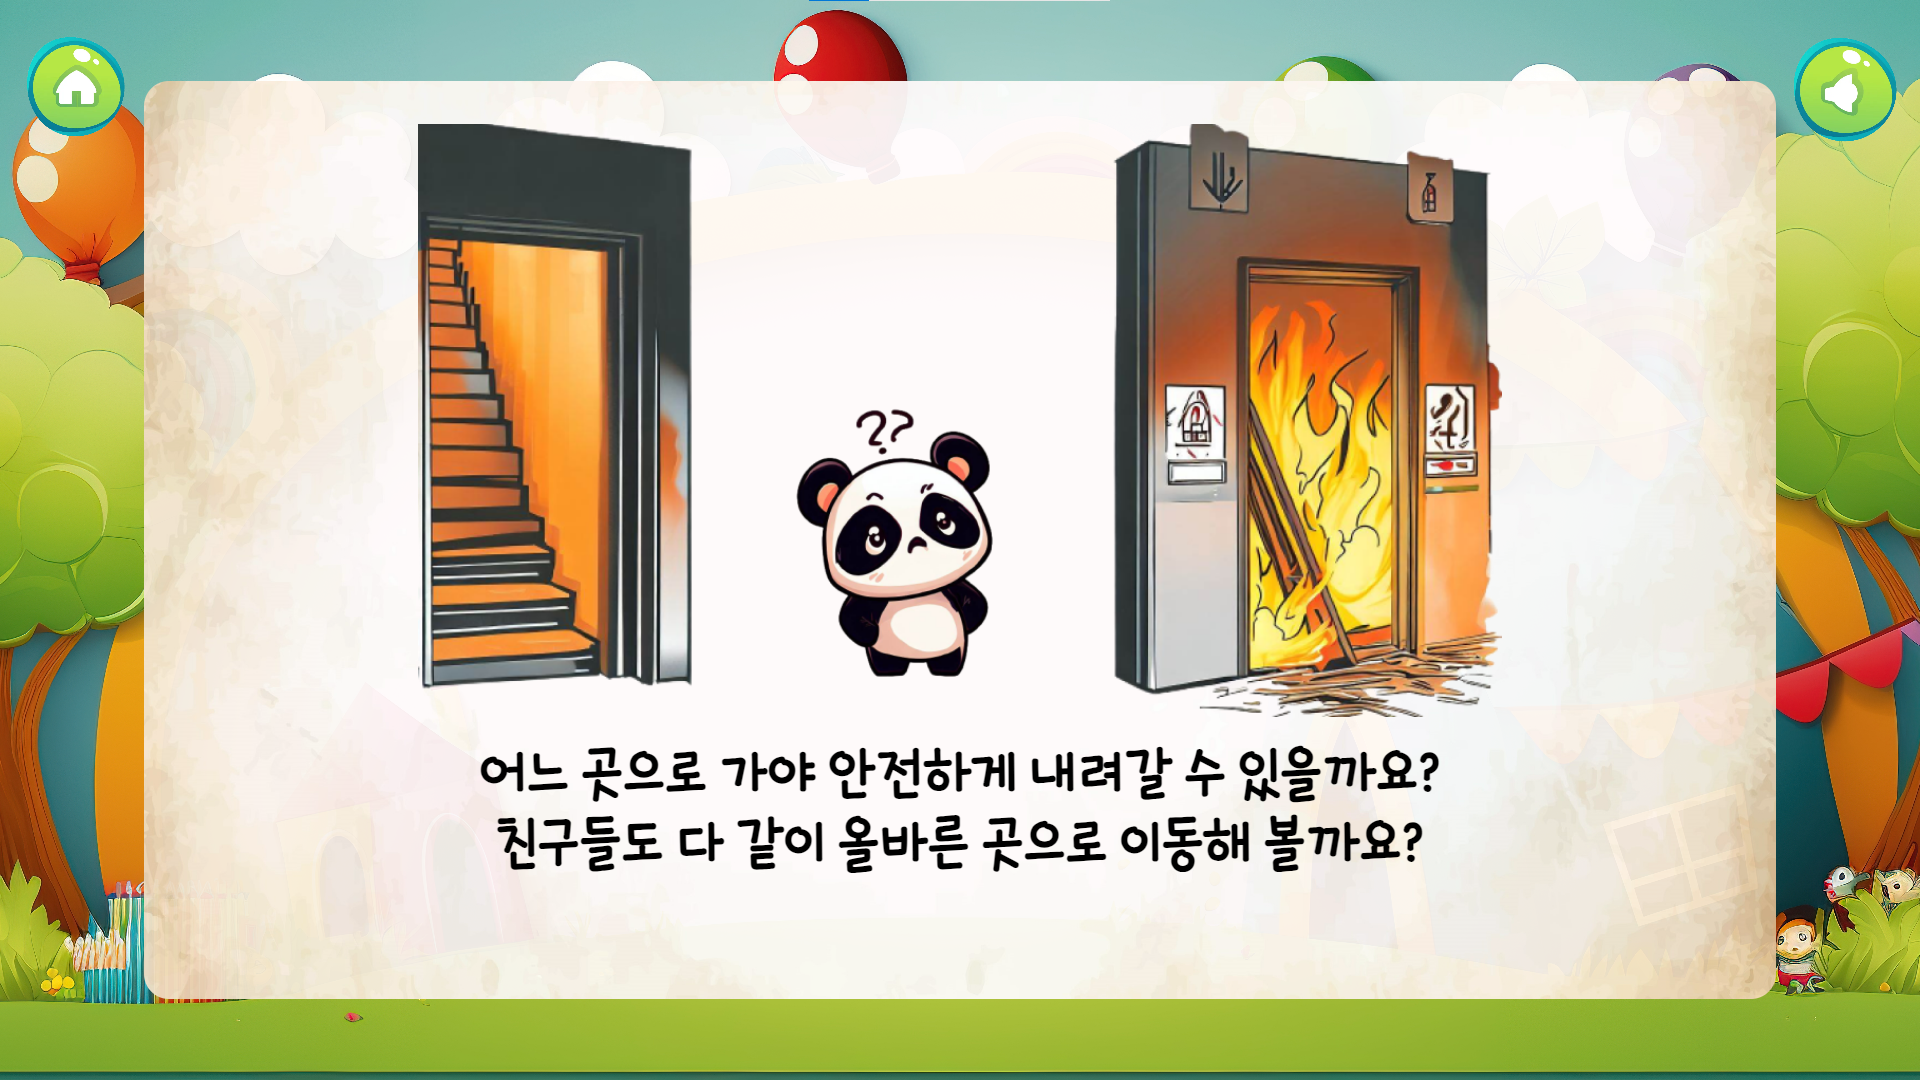 ??
어느 곳으로 가야 안전하게 내려갈 수 있을까요?
친구들도 다 같이 올바른 곳으로 이동해 볼까요?